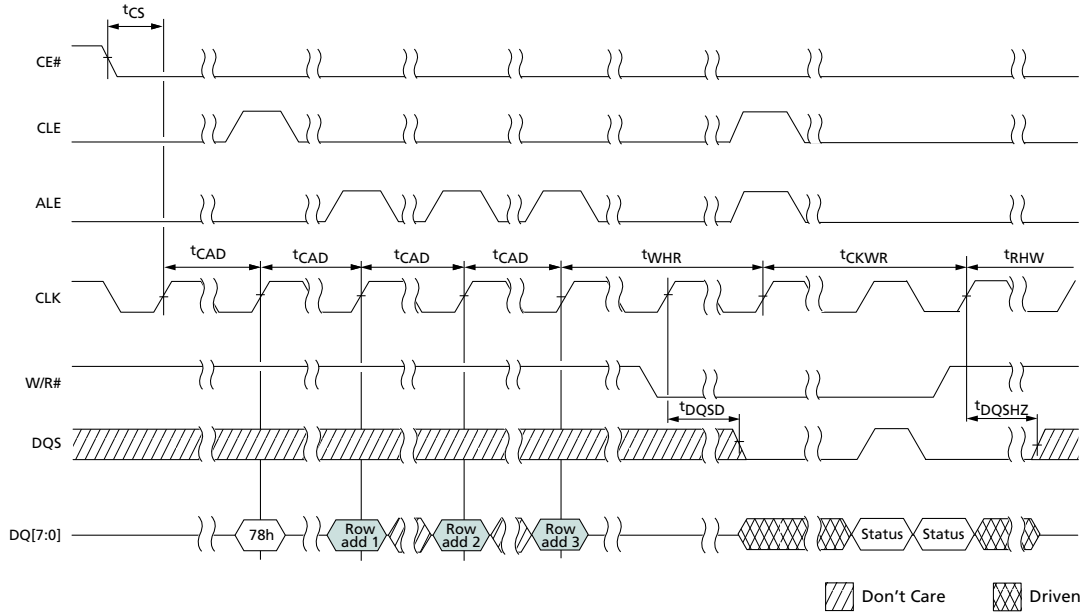 tCS
CE#
CLE
ALE
tCAD tCAD tCAD tCAD tWHR tCKWR tRHW
CLK
W/R#
tDQSD tDQSHZ
DQS
DQ[7:0] 78h Row add 1 Row add 2 Row add 3 Status Status
Don't Care Driven